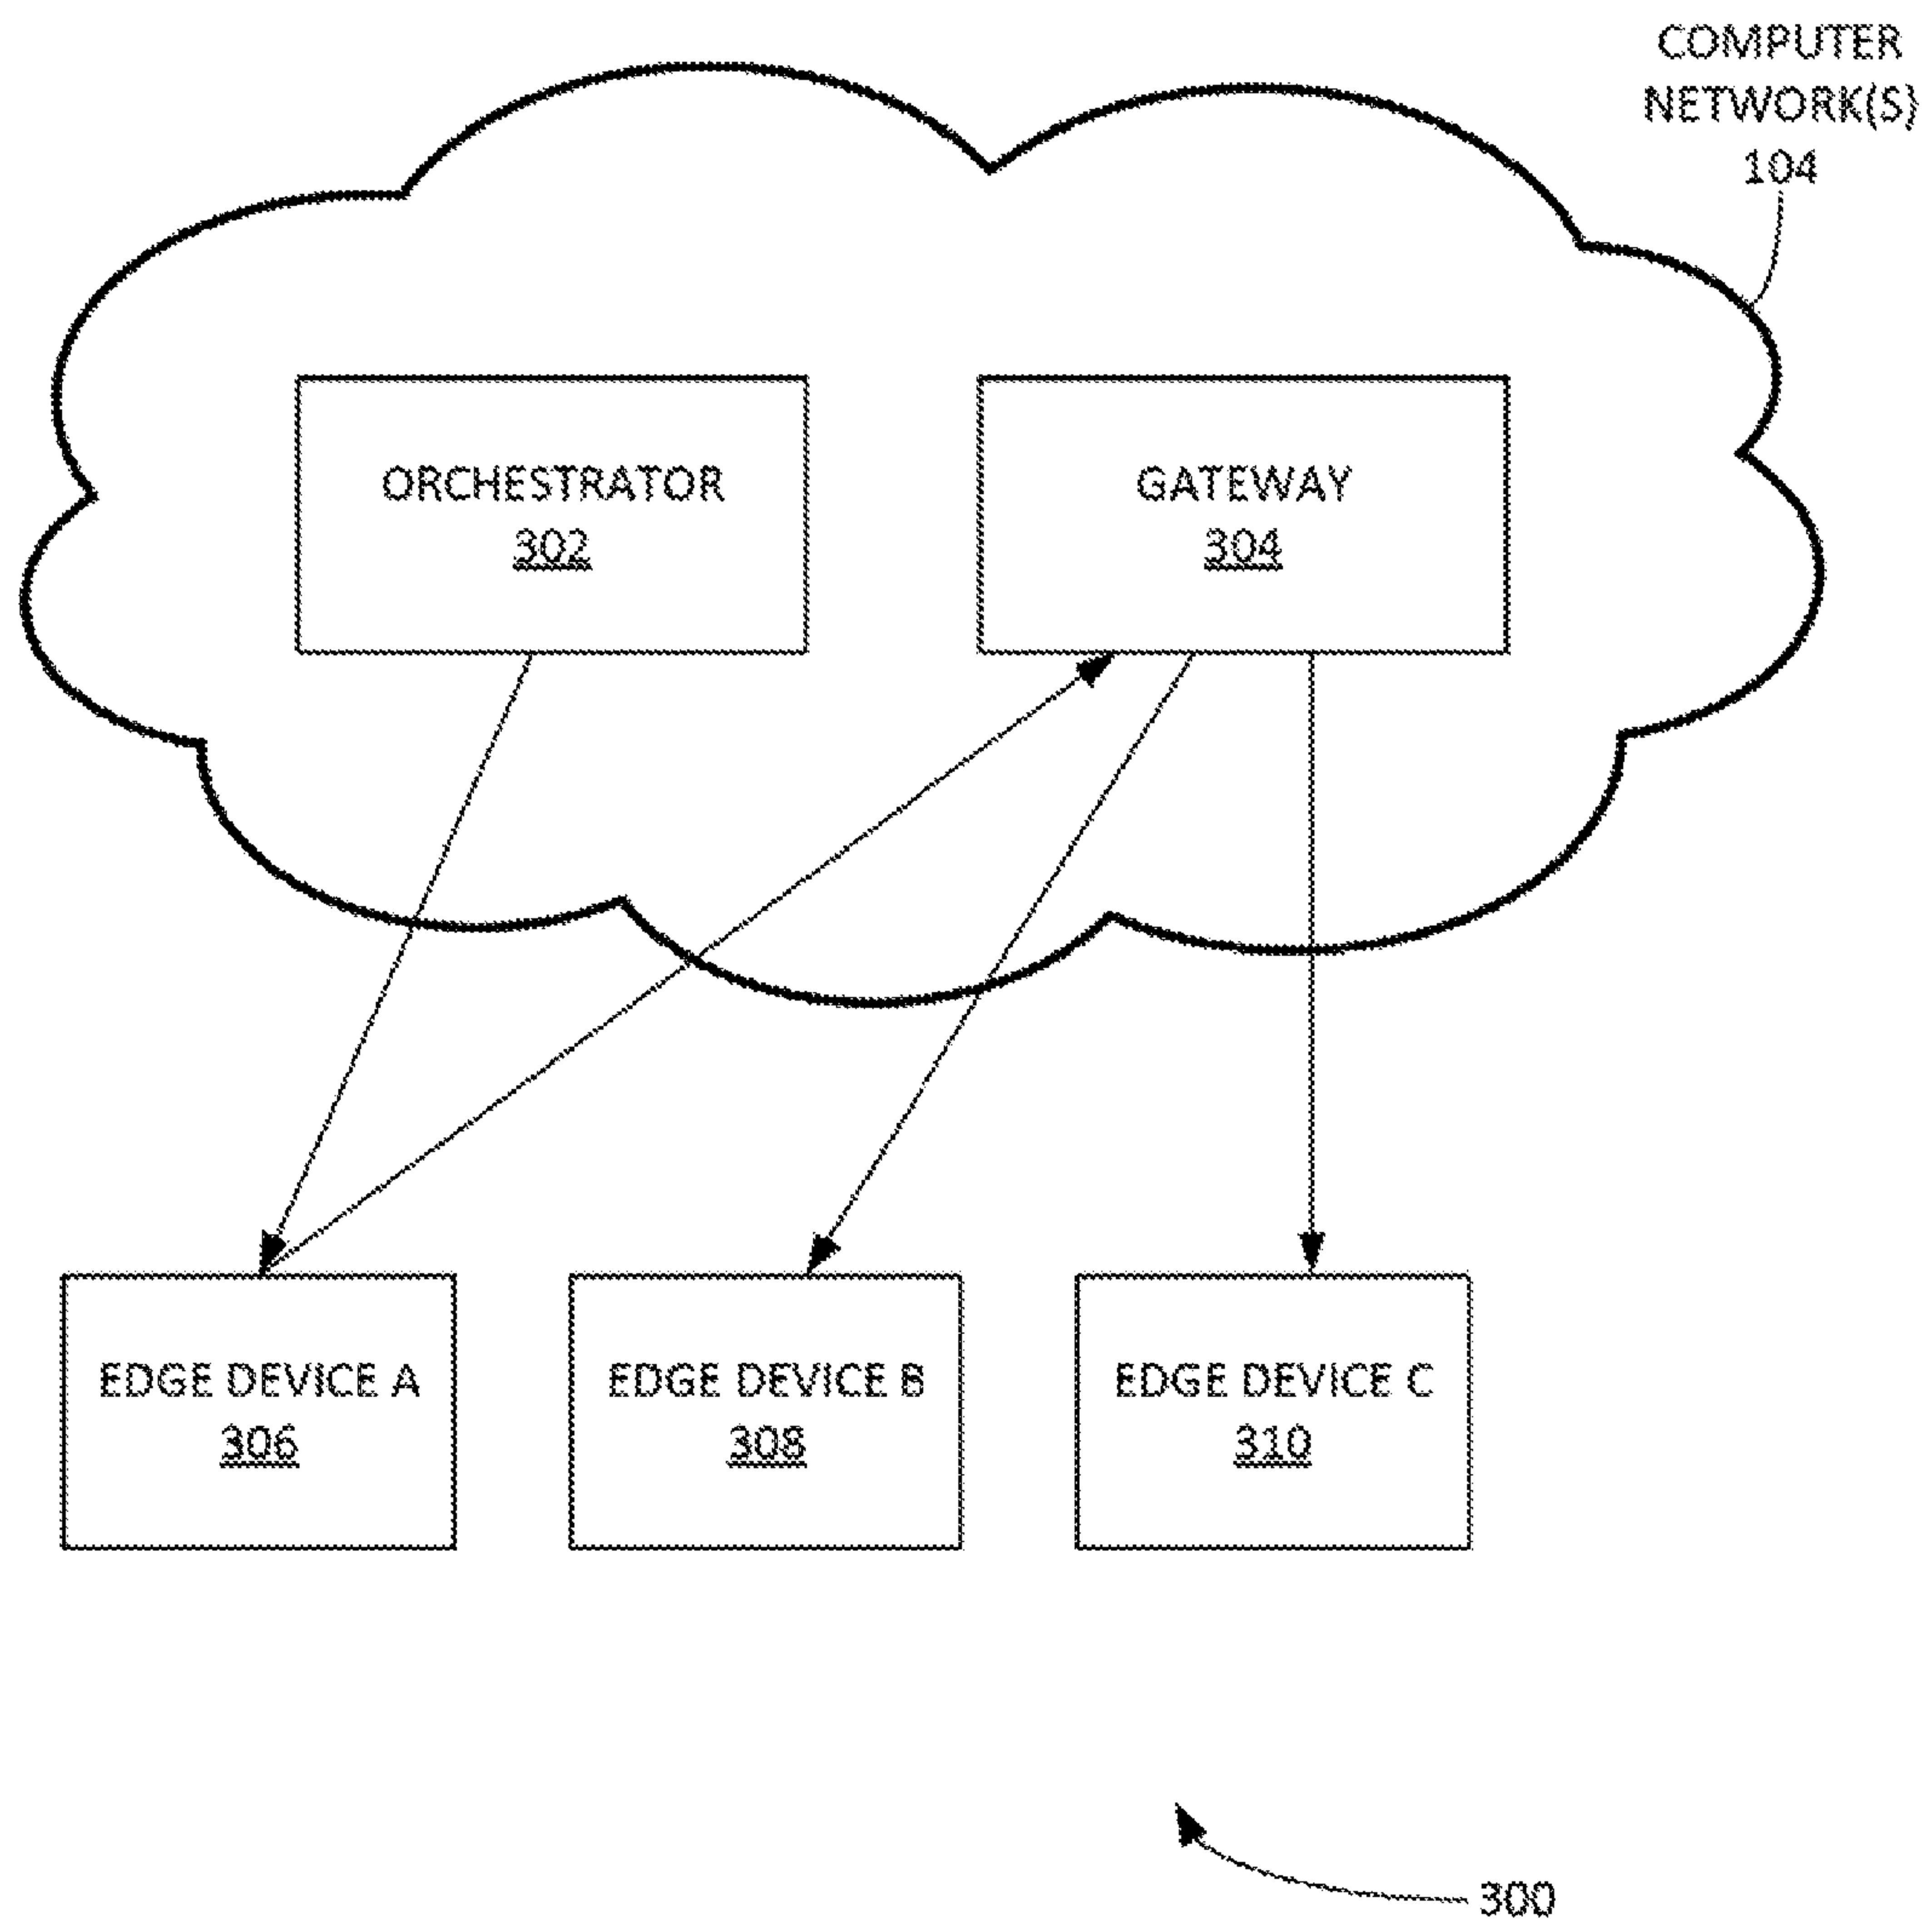 COMPUTER
NETWORK(S)
104
ORCHESTRATOR
302
GATEWAY
304
EDGE DEVICE A
306
EDGE DEVICE B
308
EDGE DEVICE C
310
300